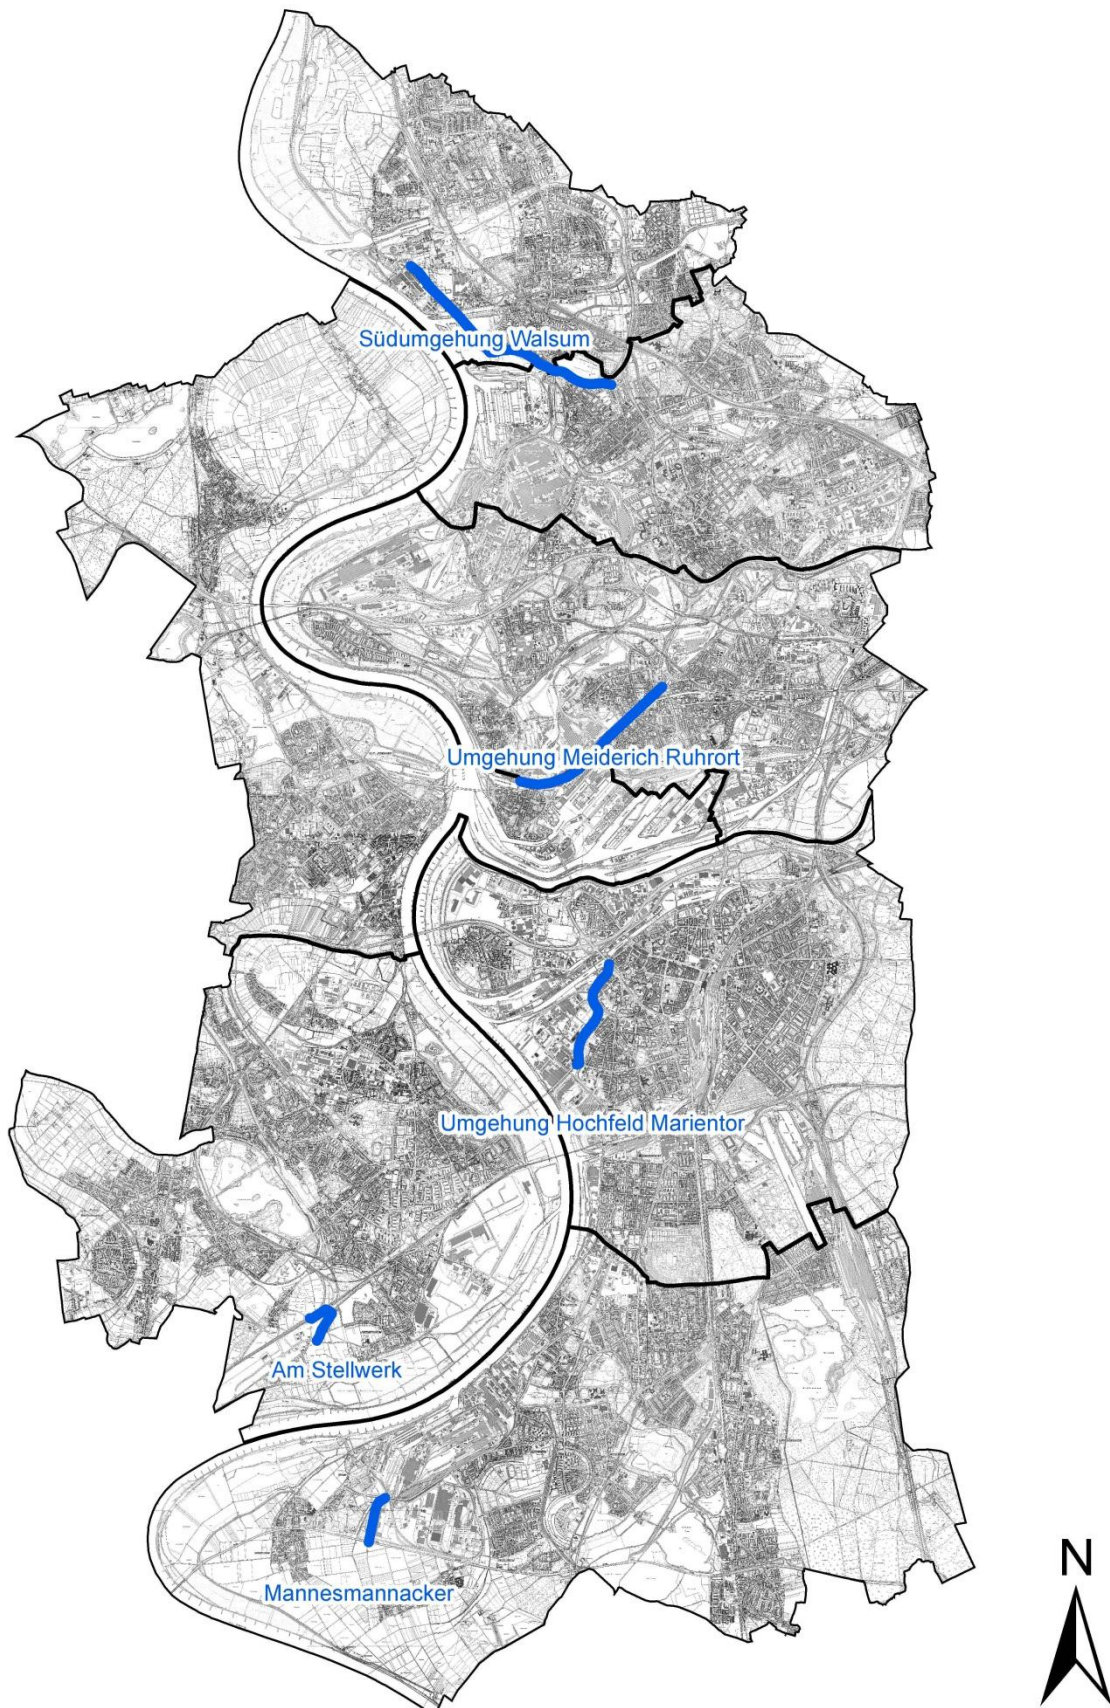 Südumgehung Walsum
Umgehung Meiderich Ruhrort
Umgehung Hochfeld Marientor
Am Stellwerk
Mannesmannacker
N